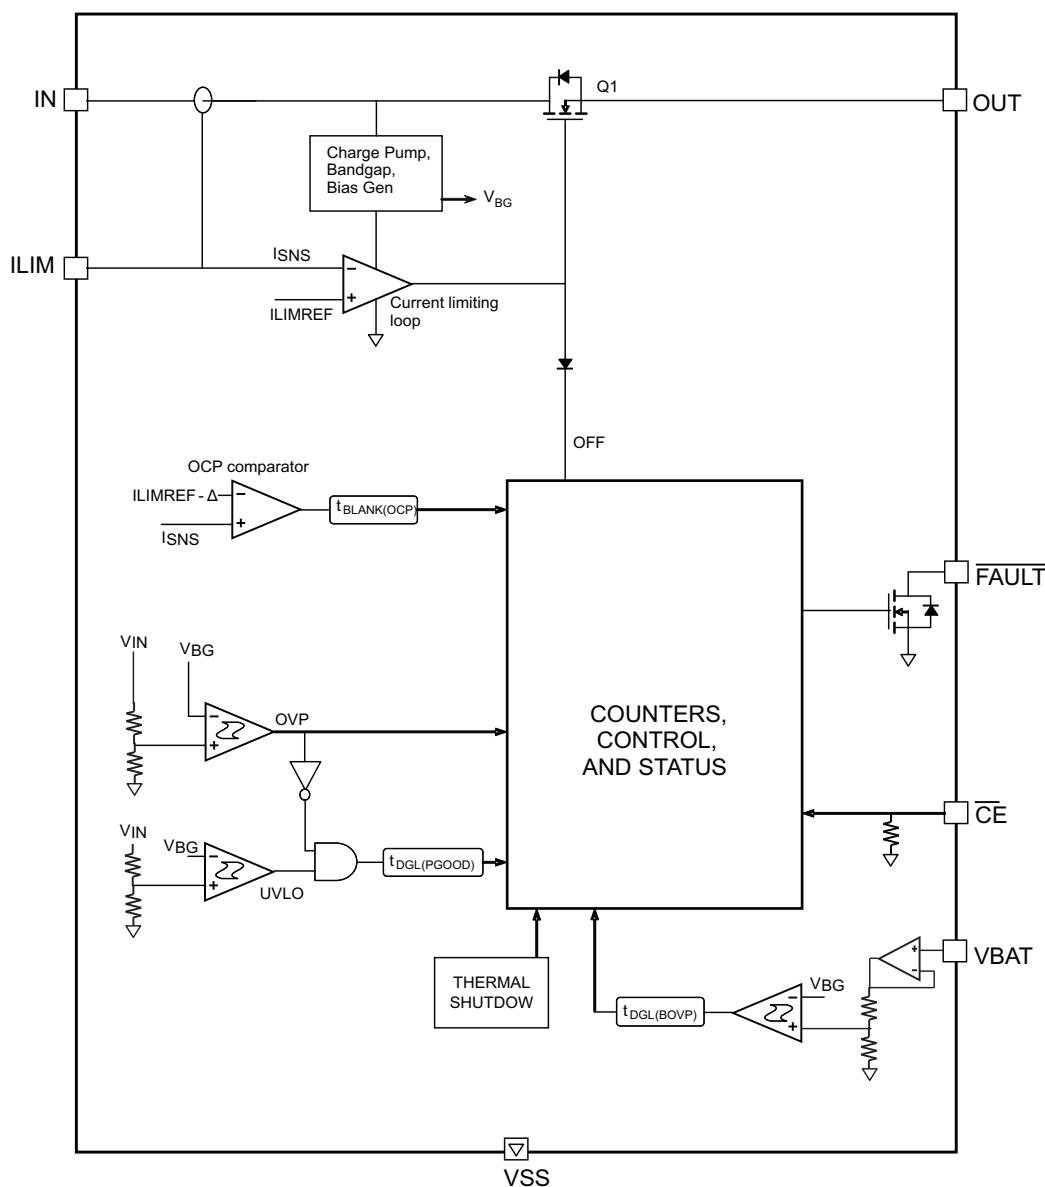 IN
Q1
OUT
Charge Pump,
Bandgap,
Bias Gen
VBG
ILIM
ISNS
ILIMREF
Current limiting
loop
OFF
OCP comparator
ILIMREF - Δ
tBLANK(OCP)
ISNS
FAULT
VIN
VBG
OVP
COUNTERS,
CONTROL,
AND STATUS
CE
VIN
VBG
tDGL(PGOOD)
UVLO
VBAT
THERMAL
SHUTDOW
VBG
tDGL(BOVP)
VSS